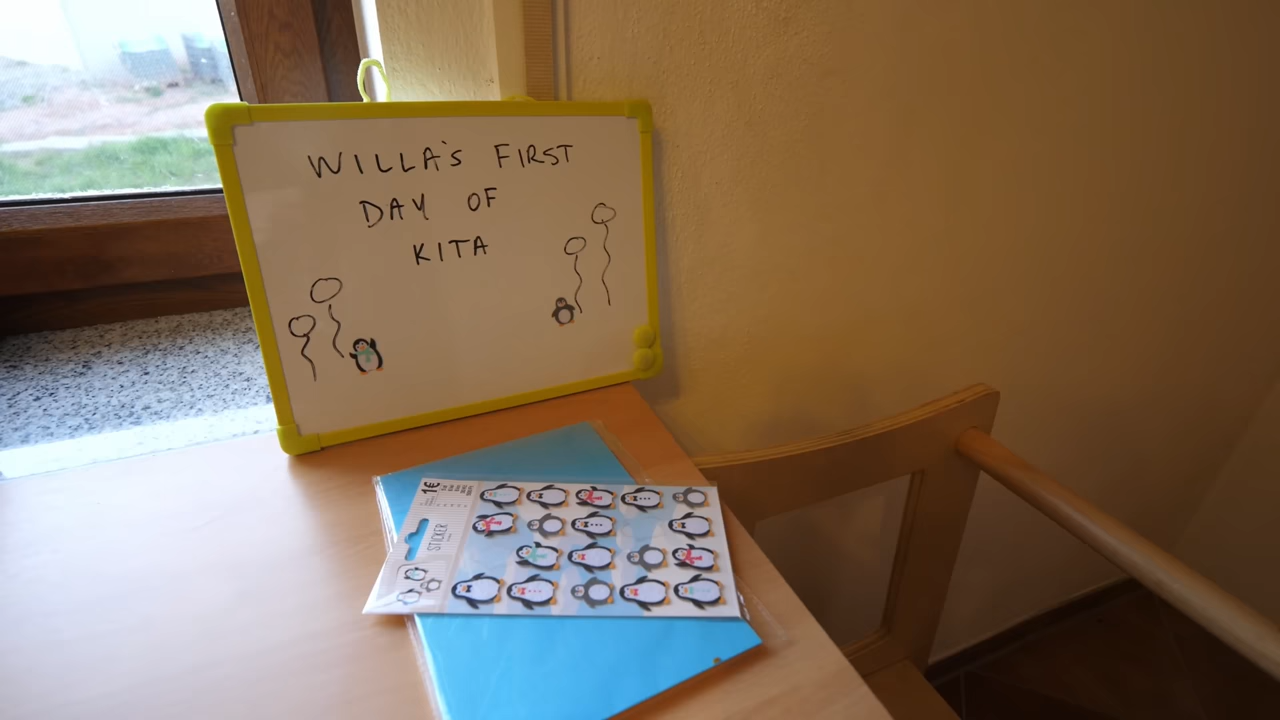 WILLA'S FIRST
DAY OF
KITA
1€
STICKER